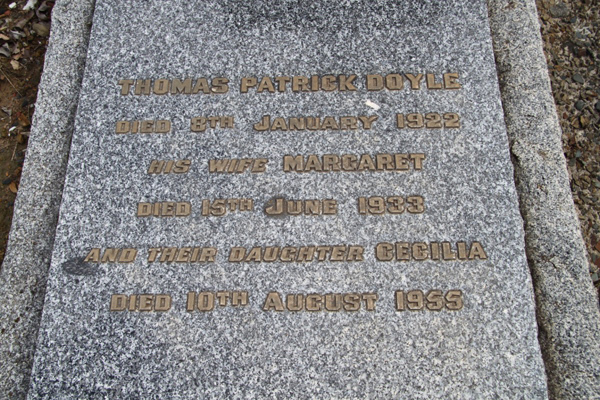 THOMAS PATRICK DOYLE
DIED 8TH JANUARY 1922
HIS WIFE MARGARET
DIED 15TH JUNE 1933
AND THEIR DAUGHTER CECILIA
DIED 10TH AUGUST 1955